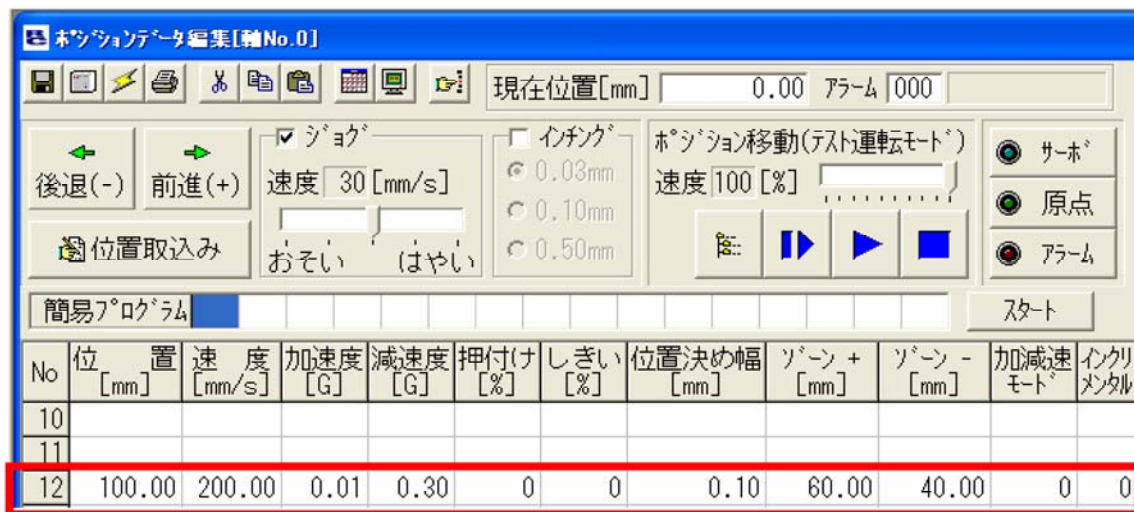 ポジションデータ編集[軸No.0]
現在位置[mm] 0.00 アラーム 000
後退(-) 前進(+)
位置取込み
ジョグ
速度 30 [mm/s]
おそい はやい
インチング
0.03mm
0.10mm
0.50mm
ポジション移動(テスト運転モード)
速度 100 [%]
サーボ
原点
アラーム
簡易プログラム スタート
No 位置[mm] 速度[mm/s] 加速度[G] 減速度[G] 押付け[%] しきい[%] 位置決め幅[mm] ゾーン+[mm] ゾーン-[mm] 加減速モード インクリメンタル
10
11
12 100.00 200.00 0.01 0.30 0 0 0.10 60.00 40.00 0 0